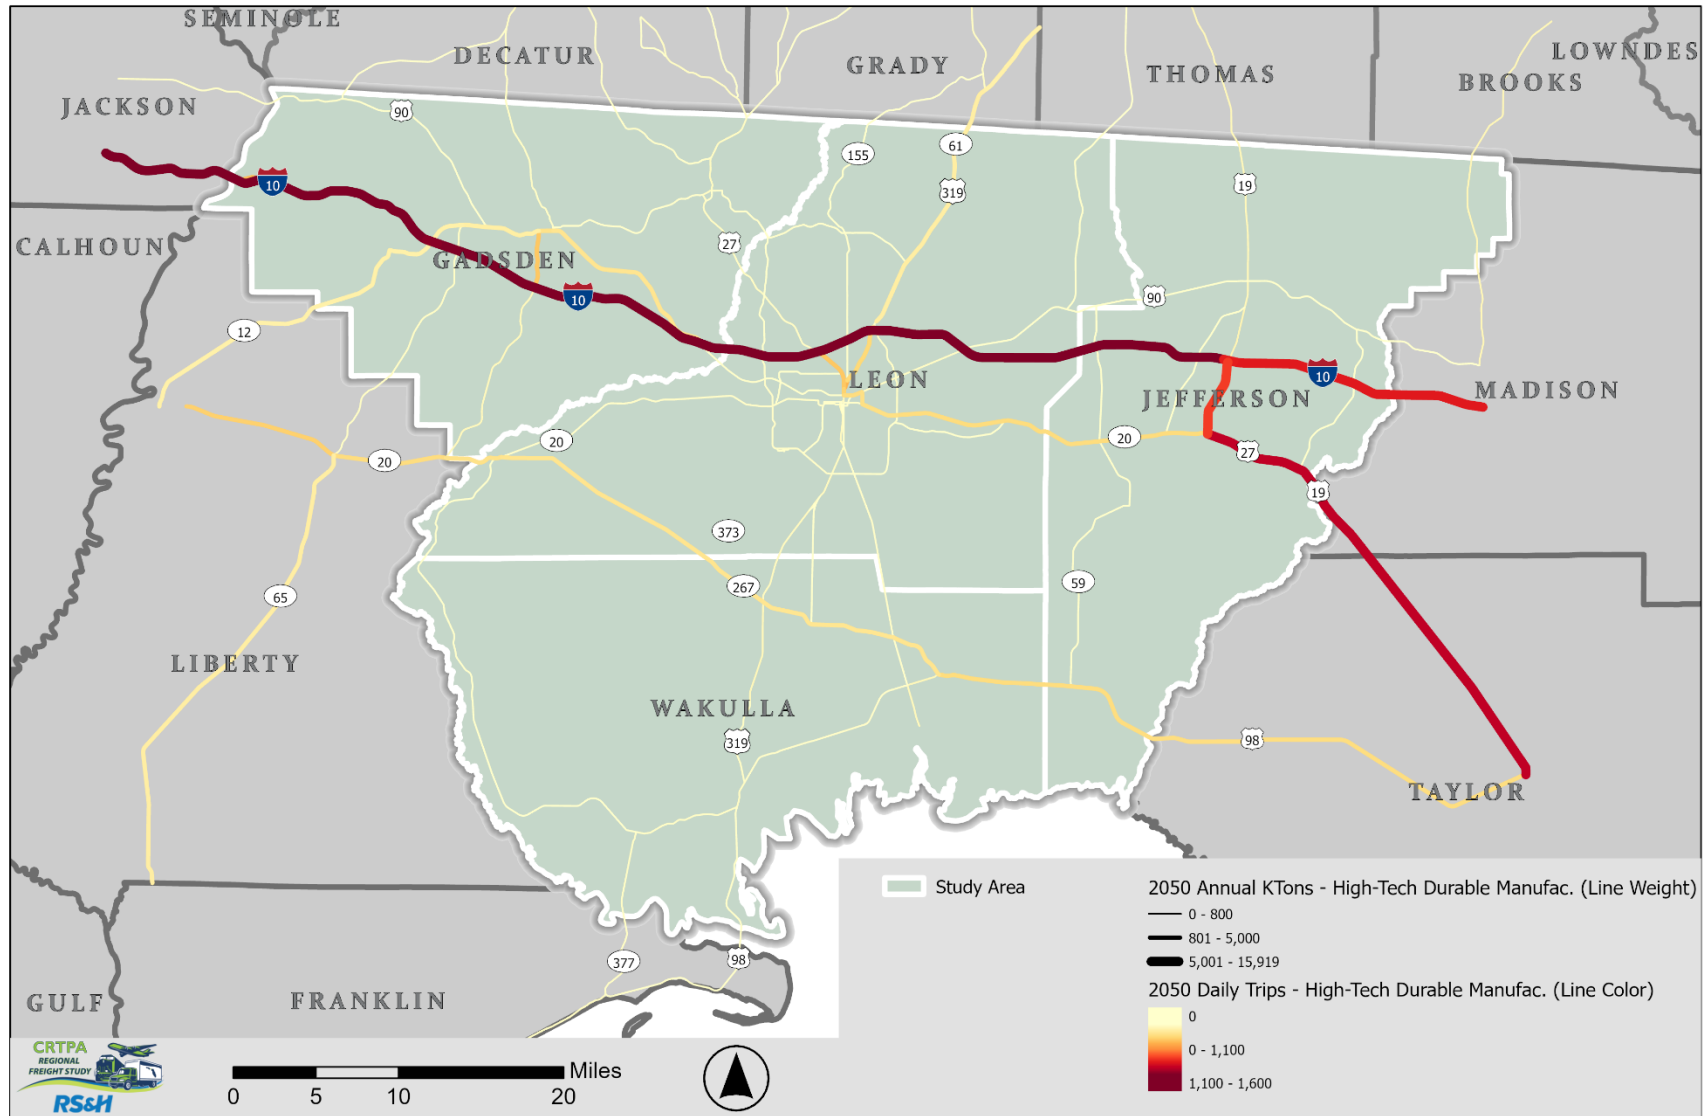 SEMINOLE
DECATUR
GRADY
THOMAS
LOWNDES
BROOKS
JACKSON
90
155
61
319
19
10
CALHOUN
27
GADSDEN
10
90
12
LEON
10
JEFFERSON
MADISON
20
20
20
27
19
373
267
59
65
LIBERTY
WAKULLA
319
98
TAYLOR
377
98
GULF
FRANKLIN
Study Area
2050 Annual KTons - High-Tech Durable Manufac. (Line Weight)
0 - 800
801 - 5,000
5,001 - 15,919
2050 Daily Trips - High-Tech Durable Manufac. (Line Color)
0
0 - 1,100
1,100 - 1,600
CRTPA
REGIONAL
FREIGHT STUDY
RS&H
Miles
0 5 10 20